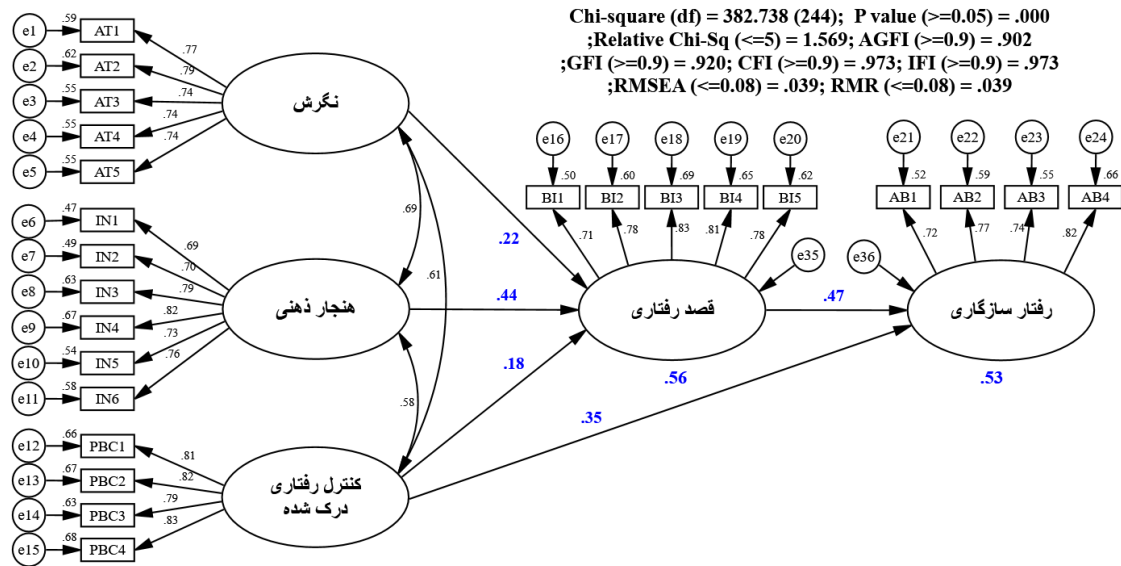 Chi-square (df) = 382.738 (244); P value (>=0.05) = .000
;Relative Chi-Sq (<=5) = 1.569; AGFI (>=0.9) = .902
;GFI (>=0.9) = .920; CFI (>=0.9) = .973; IFI (>=0.9) = .973
;RMSEA (<=0.08) = .039; RMR (<=0.08) = .039
e1 .59 AT1 .77
e2 .62 AT2 .79
e3 .55 AT3 .74
e4 .55 AT4 .74
e5 .55 AT5 .74
نگرش
e6 .47 IN1 .69
e7 .49 IN2 .70
e8 .63 IN3 .79
e9 .67 IN4 .82
e10 .54 IN5 .73
e11 .58 IN6 .76
هنجار ذهنی
e12 .66 PBC1 .81
e13 .67 PBC2 .82
e14 .63 PBC3 .79
e15 .68 PBC4 .83
کنترل رفتاری
درک شده
.69
.61
.58
.22
.44
.18
.35
e16 e17 e18 e19 e20
.50 .60 .69 .65 .62
BI1 BI2 BI3 BI4 BI5
.71 .78 .83 .81 .78
e35
قصد رفتاری
.56
.47
e21 e22 e23 e24
.52 .59 .55 .66
AB1 AB2 AB3 AB4
.72 .77 .74 .82
e36
رفتار سازگاری
.53